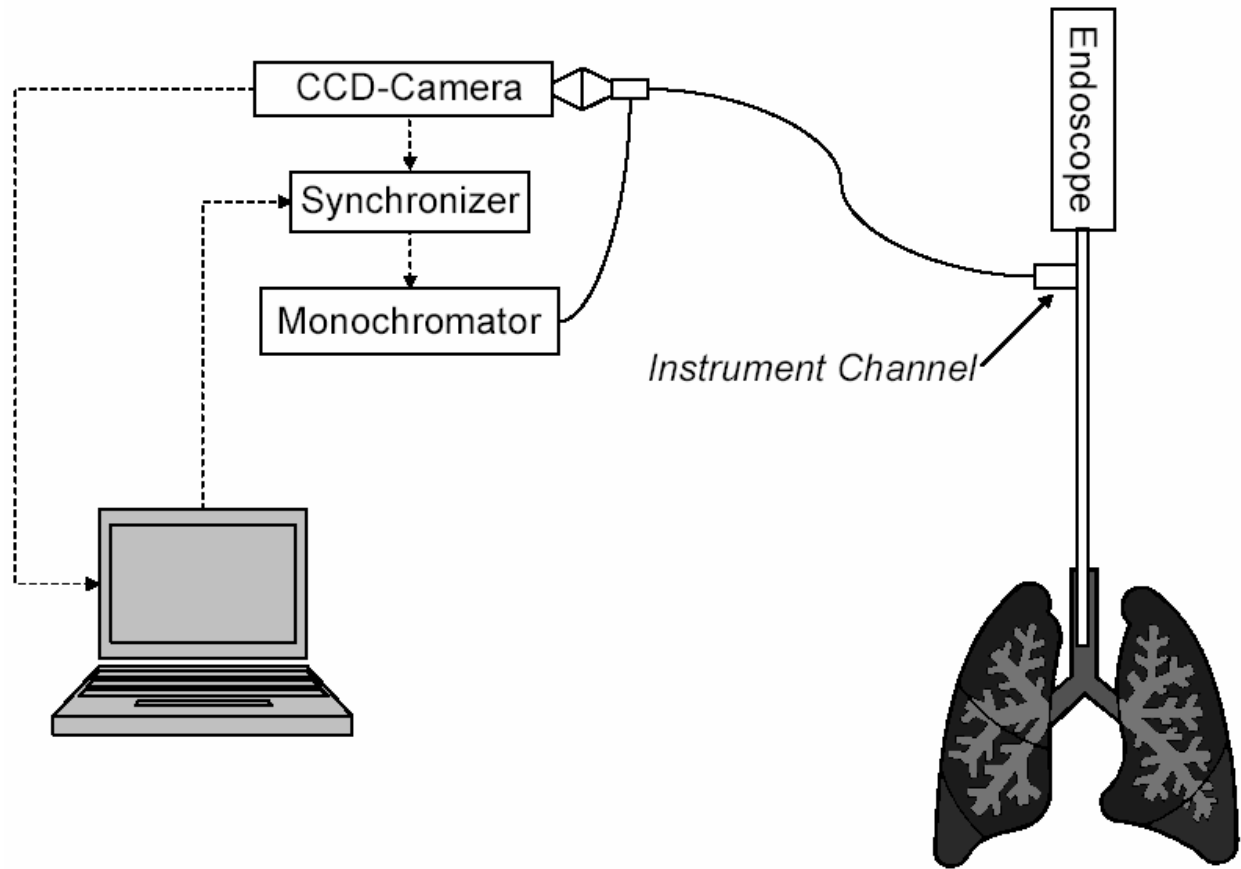 CCD-Camera
Endoscope
Synchronizer
Monochromator
Instrument Channel